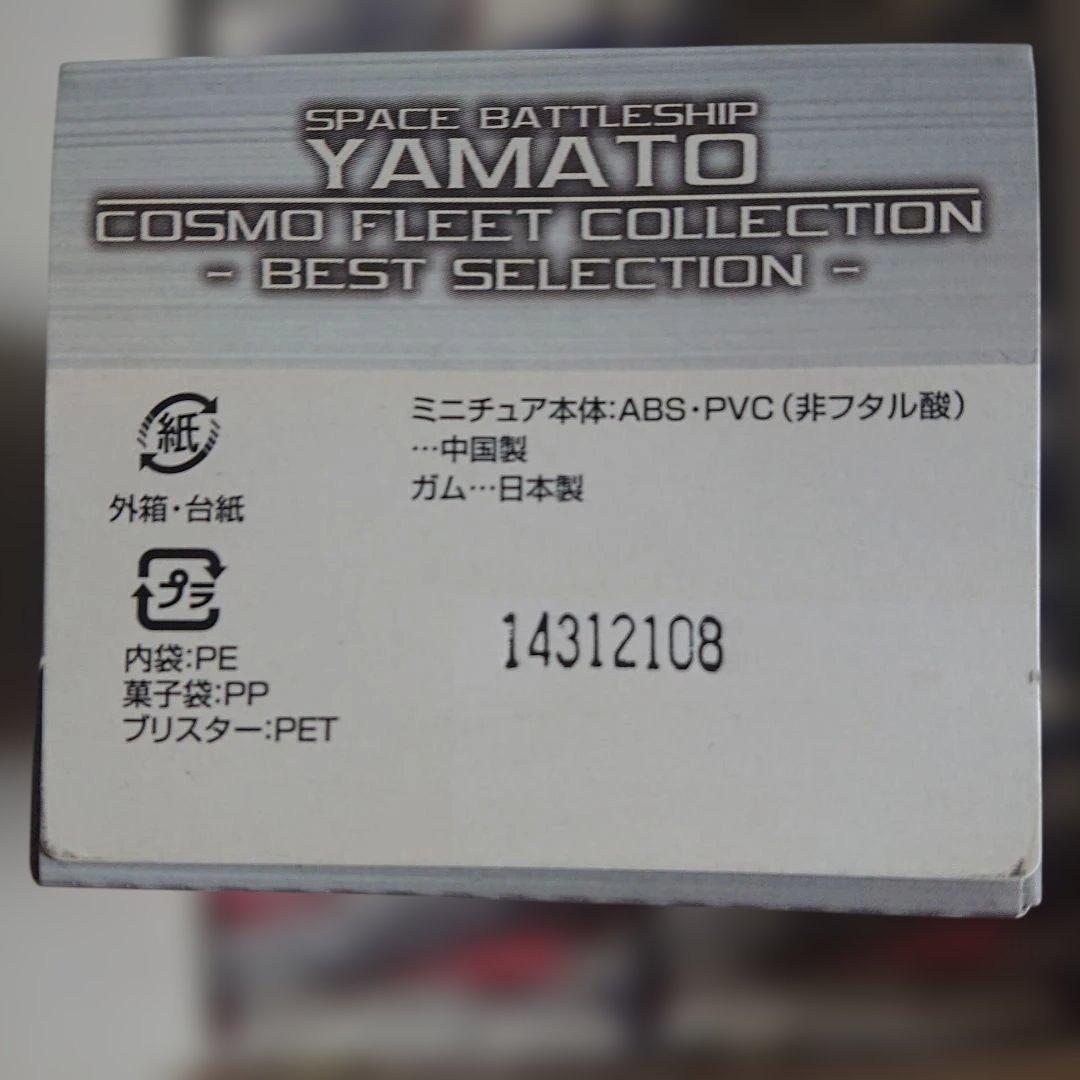 SPACE BATTLESHIP
YAMATO
COSMO FLEET COLLECTION
- BEST SELECTION -
紙
外箱・台紙
プラ
内袋:PE
菓子袋:PP
ブリスター:PET
ミニチュア本体:ABS・PVC(非フタル酸)
…中国製
ガム…日本製
14312108